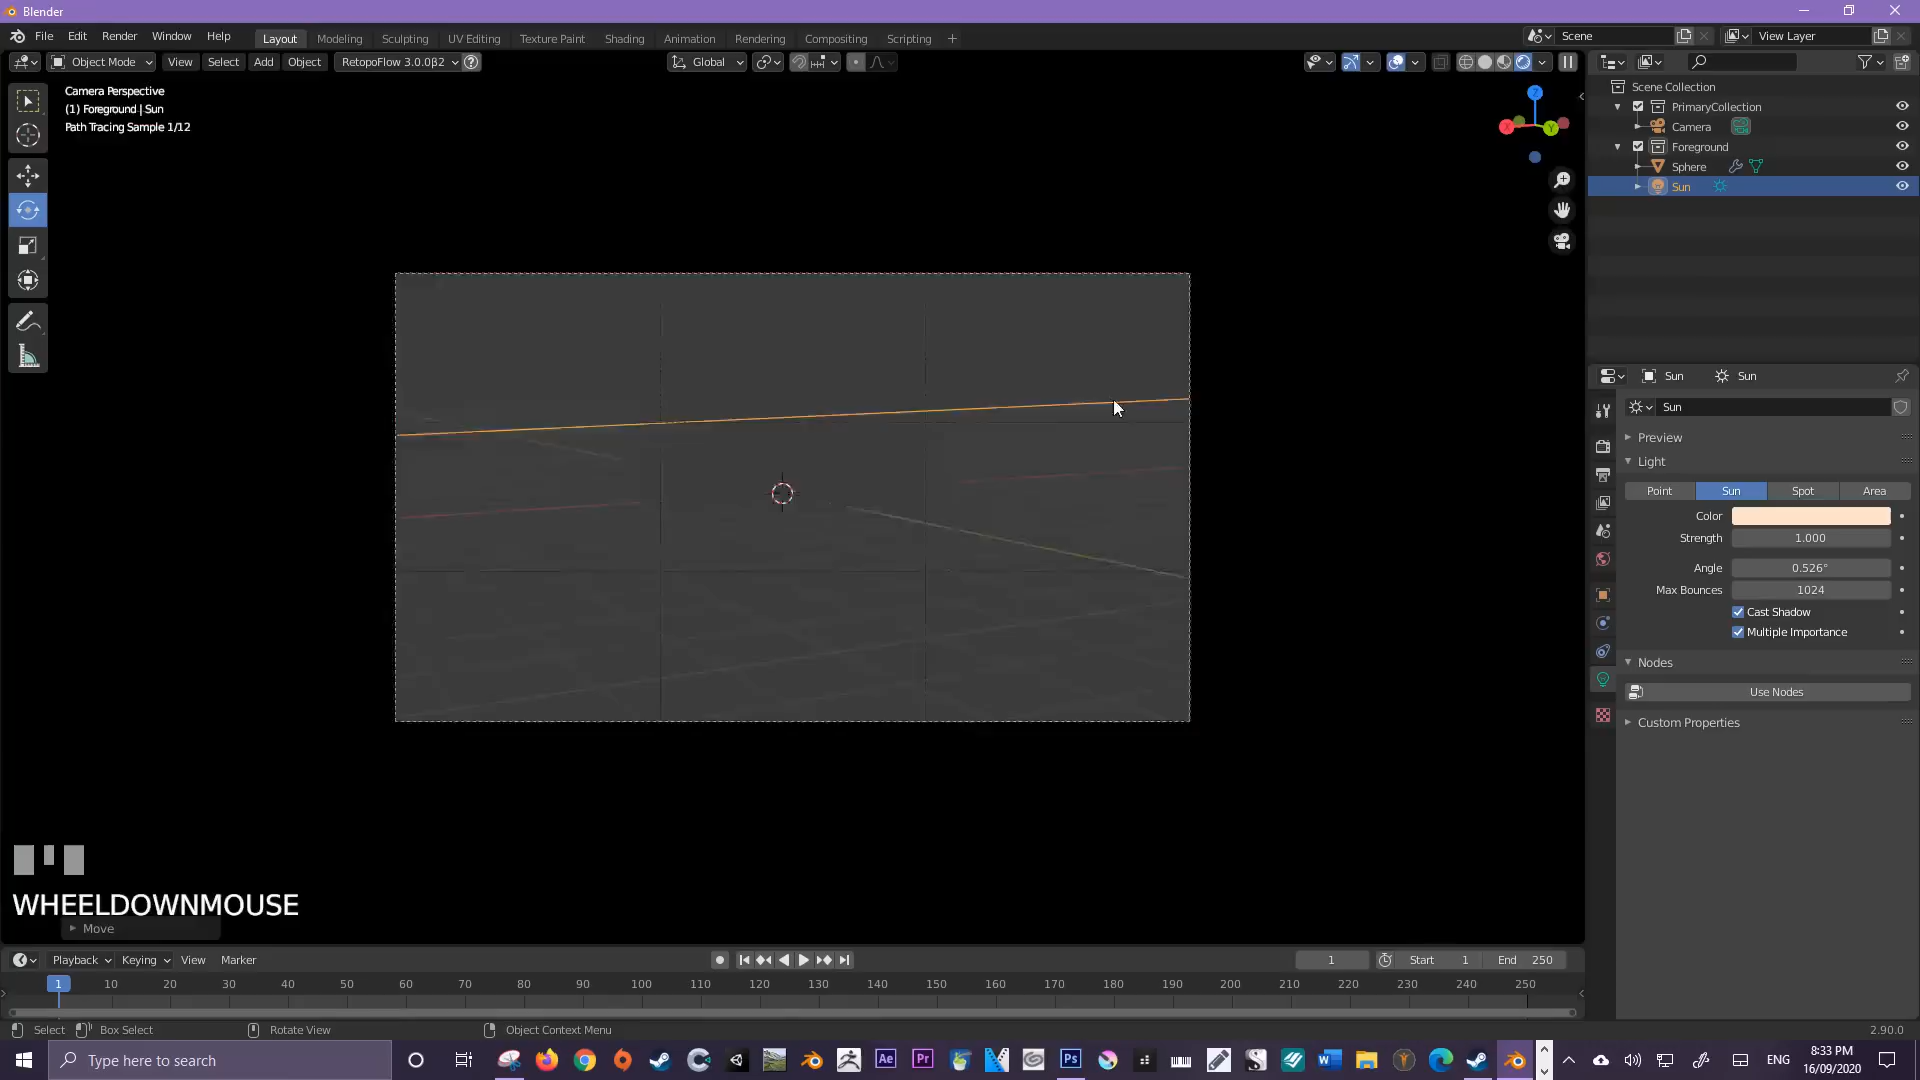 Blender
File Edit Render Window Help Layout Modeling Sculpting UV Editing Texture Paint Shading Animation Rendering Compositing Scripting + Scene View Layer
Object Mode View Select Add Object RetopoFlow 3.0.0β2 Global
Camera Perspective
(1) Foreground | Sun
Path Tracing Sample 1/12
Z
X
Y
Scene Collection
PrimaryCollection
Camera
Foreground
Sphere
Sun
Sun Sun
Sun
Preview
Light
Point Sun Spot Area
Color
Strength 1.000
Angle 0.526°
Max Bounces 1024
Cast Shadow
Multiple Importance
Nodes
Use Nodes
Custom Properties
WHEELDOWNMOUSE
Move
Playback Keying View Marker 1 Start 1 End 250
1 10 20 30 40 50 60 70 80 90 100 110 120 130 140 150 160 170 180 190 200 210 220 230 240 250
Select Box Select Rotate View Object Context Menu 2.90.0
Type here to search Ae Pr Ps ENG 8:33 PM
16/09/2020